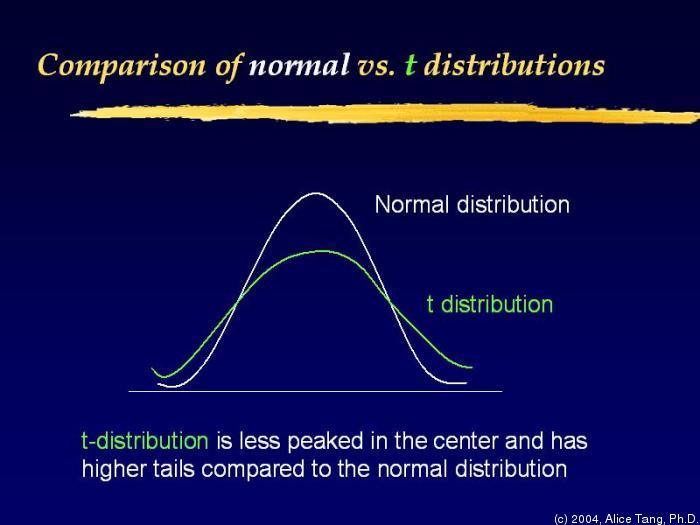 Comparison of normal vs. t distributions
Normal distribution
t distribution
t-distribution is less peaked in the center and has
higher tails compared to the normal distribution
(c) 2004, Alice Tang, Ph.D